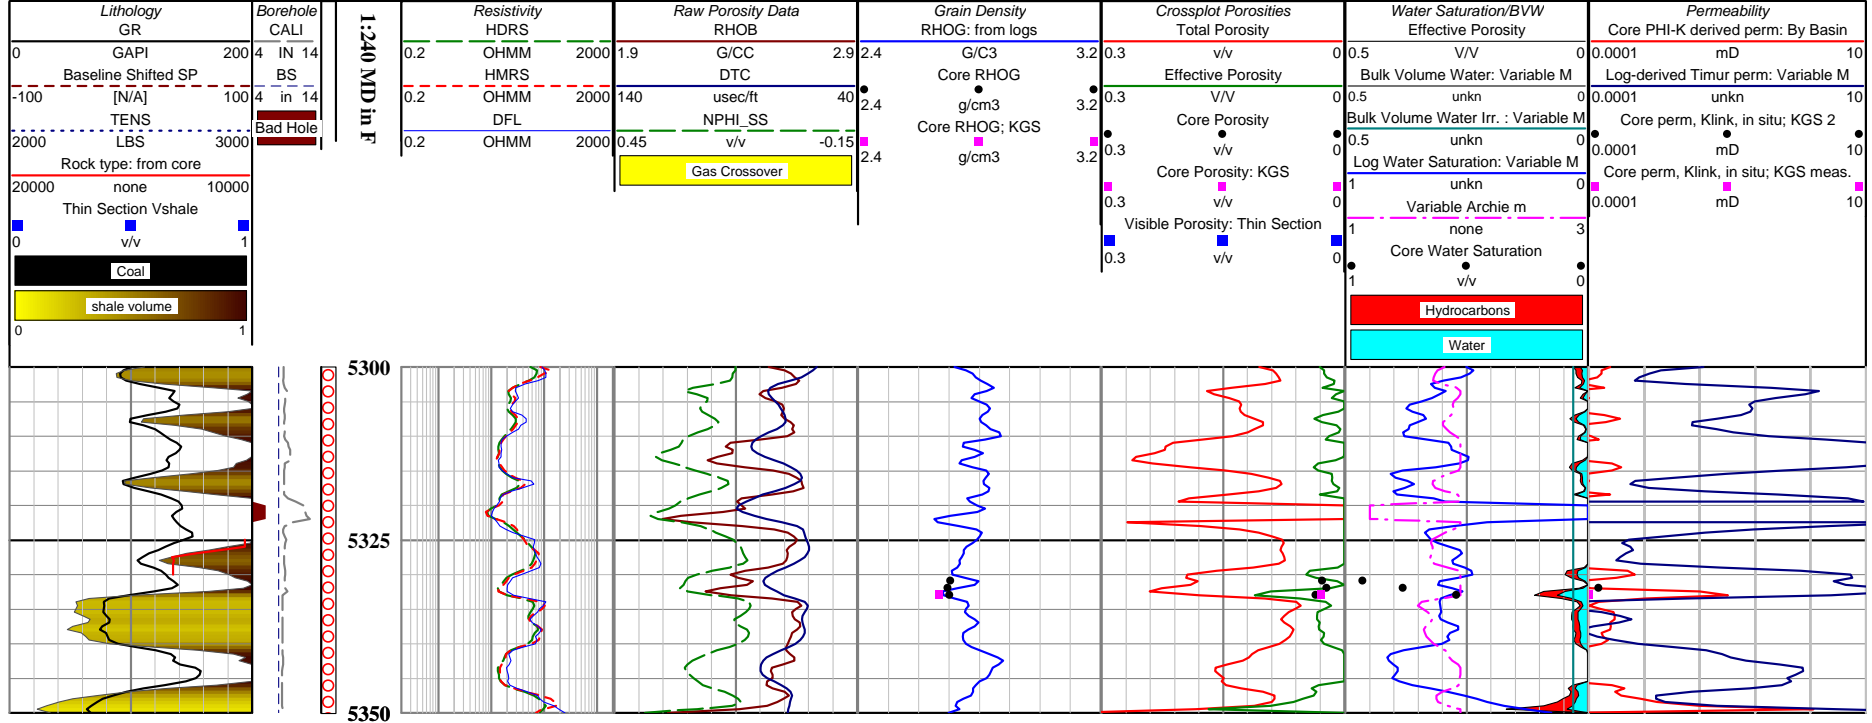 Lithology
GR
0 GAPI 200
Baseline Shifted SP
-100 [N/A] 100
TENS
2000 LBS 3000
Rock type: from core
20000 none 10000
Thin Section Vshale
0 v/v 1
Coal
shale volume
0 1
Borehole
CALI
4 IN 14
BS
4 in 14
Bad Hole
1:240 MD in F
Resistivity
HDRS
0.2 OHMM 2000
HMRS
0.2 OHMM 2000
DFL
0.2 OHMM 2000
Raw Porosity Data
RHOB
1.9 G/CC 2.9
DTC
140 usec/ft 40
NPHI_SS
0.45 v/v -0.15
Gas Crossover
Grain Density
RHOG: from logs
2.4 G/C3 3.2
Core RHOG
2.4 g/cm3 3.2
Core RHOG; KGS
2.4 g/cm3 3.2
Crossplot Porosities
Total Porosity
0.3 v/v 0
Effective Porosity
0.3 V/V 0
Core Porosity
0.3 v/v 0
Core Porosity: KGS
0.3 v/v 0
Visible Porosity: Thin Section
0.3 v/v 0
Water Saturation/BVW
Effective Porosity
0.5 V/V 0
Bulk Volume Water: Variable M
0.5 unkn 0
Bulk Volume Water Irr. : Variable M
0.5 unkn 0
Log Water Saturation: Variable M
1 unkn 0
Variable Archie m
1 none 3
Core Water Saturation
1 v/v 0
Hydrocarbons
Water
Permeability
Core PHI-K derived perm: By Basin
0.0001 mD 10
Log-derived Timur perm: Variable M
0.0001 unkn 10
Core perm, Klink, in situ; KGS 2
0.0001 mD 10
Core perm, Klink, in situ; KGS meas.
0.0001 mD 10
5300
5325
5350